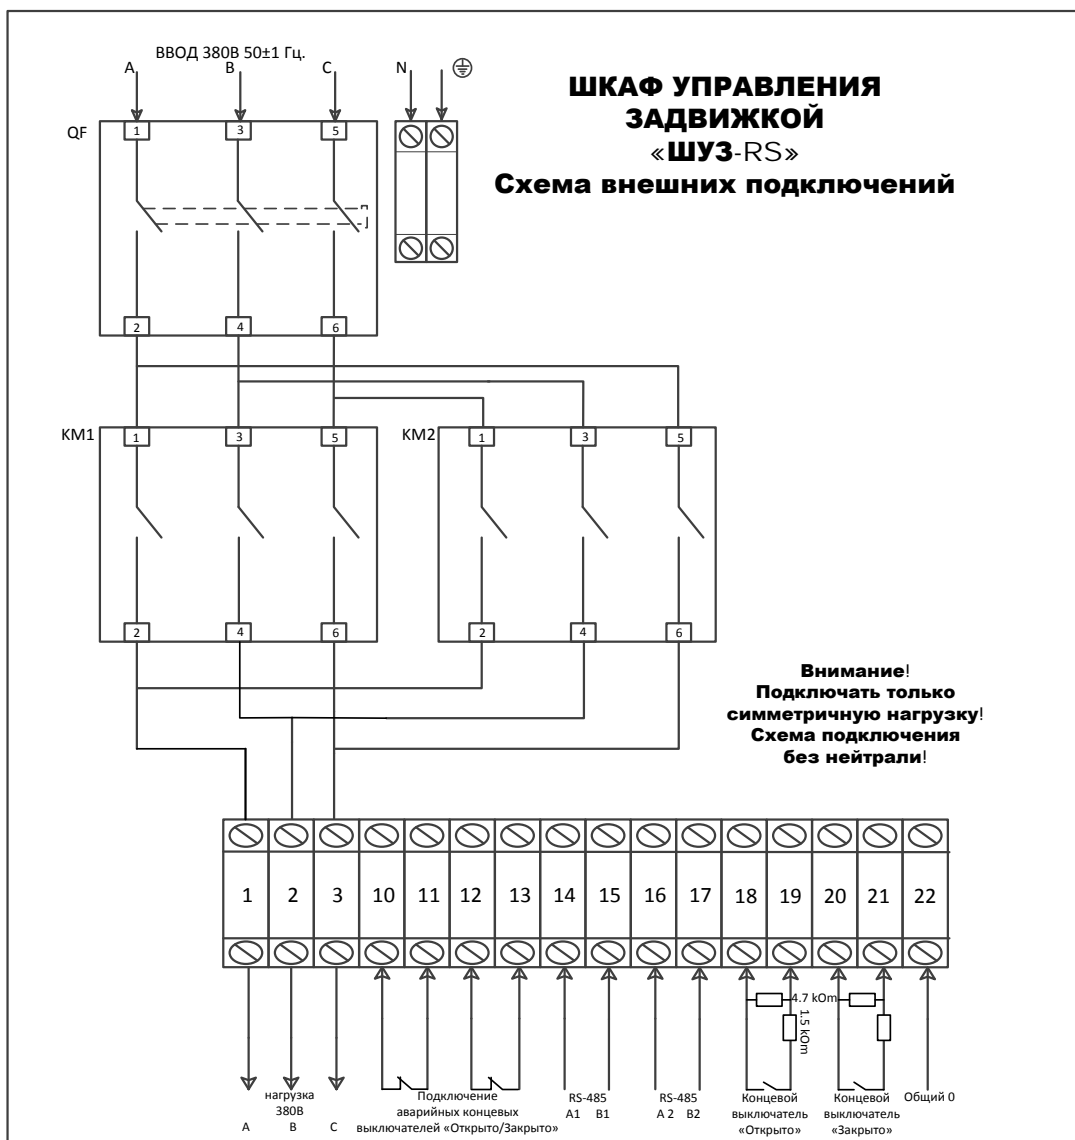 ВВОД 380В 50±1 Гц.
A B C N
ШКАФ УПРАВЛЕНИЯ
ЗАДВИЖКОЙ
«ШУЗ-RS»
Схема внешних подключений
QF
1 3 5
2 4 6
KM1
1 3 5
KM2
1 3 5
2 4 6
2 4 6
Внимание!
Подключать только
симметричную нагрузку!
Схема подключения
без нейтрали!
1 2 3 10 11 12 13 14 15 16 17 18 19 20 21 22
4.7 kOm
1.5 kOm
нагрузка
380В
A B C
Подключение
аварийных концевых
выключателей «Открыто/Закрыто»
RS-485
A1 B1
RS-485
A 2 B2
Концевой
выключатель
«Открыто»
Концевой
выключатель
«Закрыто»
Общий 0